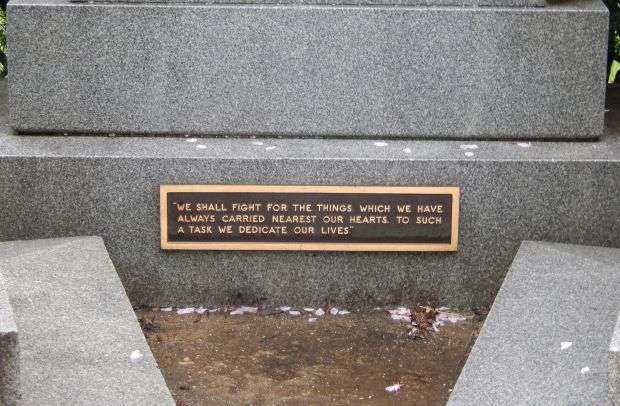 "WE SHALL FIGHT FOR THE THINGS WHICH WE HAVE
ALWAYS CARRIED NEAREST OUR HEARTS. TO SUCH
A TASK WE DEDICATE OUR LIVES"